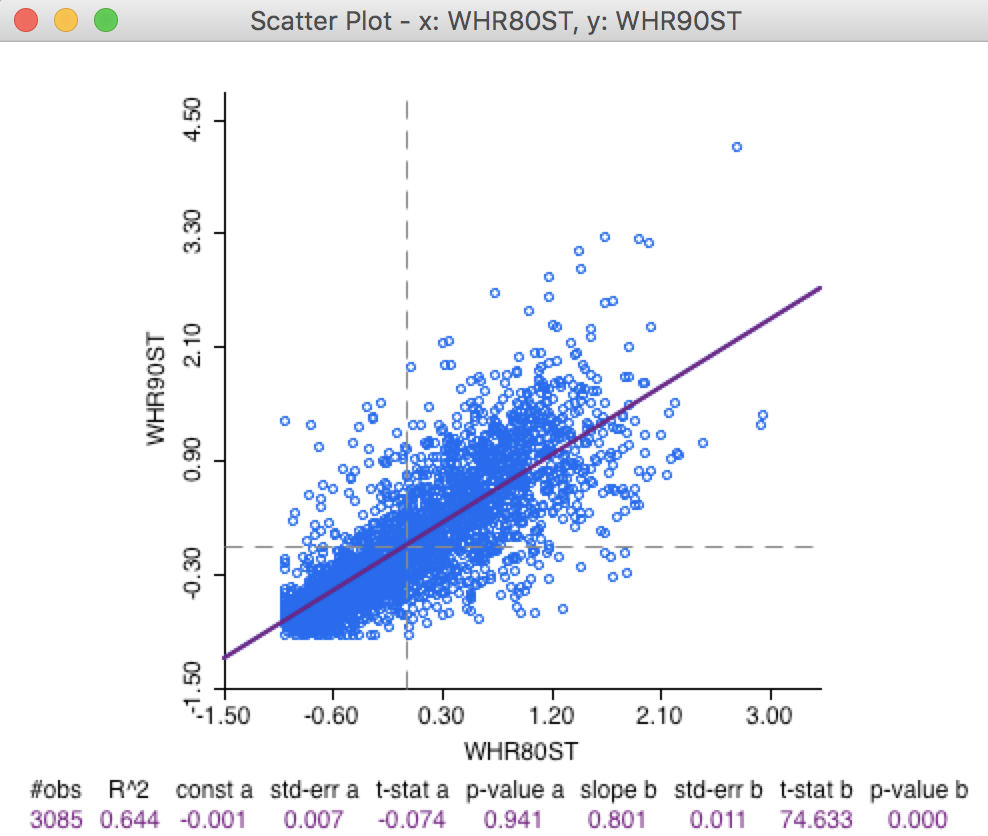 Scatter Plot - x: WHR80ST, y: WHR90ST
4.50
3.30
2.10
0.90
-0.30
-1.50
WHR90ST
-1.50 -0.60 0.30 1.20 2.10 3.00
WHR80ST
#obs R^2 const a std-err a t-stat a p-value a slope b std-err b t-stat b p-value b
3085 0.644 -0.001 0.007 -0.074 0.941 0.801 0.011 74.633 0.000